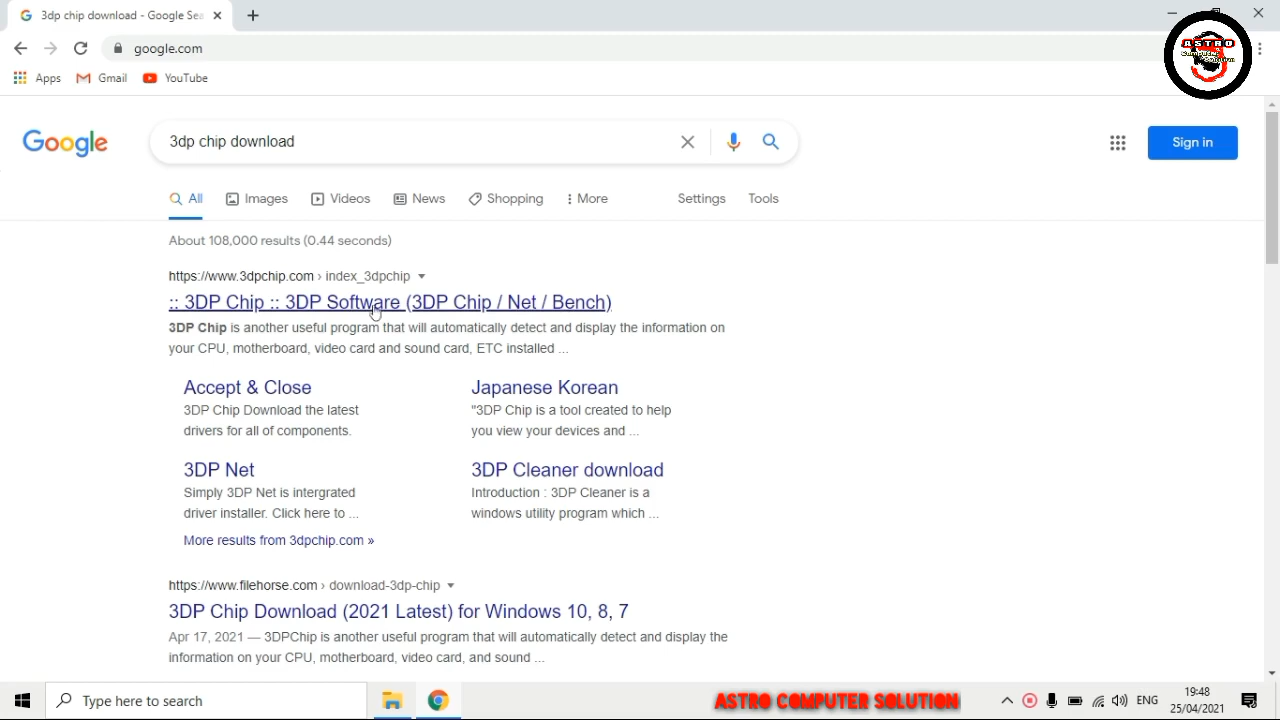 3dp chip download - Google Sea
google.com
Apps Gmail YouTube
ASTRO
Computer
Solution
Google
3dp chip download
Sign in
All Images Videos News Shopping More Settings Tools
About 108,000 results (0.44 seconds)
https://www.3dpchip.com › index_3dpchip
:: 3DP Chip :: 3DP Software (3DP Chip / Net / Bench)
3DP Chip is another useful program that will automatically detect and display the information on
your CPU, motherboard, video card and sound card, ETC installed ...
Accept & Close
3DP Chip Download the latest
drivers for all of components.
Japanese Korean
"3DP Chip is a tool created to help
you view your devices and ...
3DP Net
Simply 3DP Net is intergrated
driver installer. Click here to ...
3DP Cleaner download
Introduction : 3DP Cleaner is a
windows utility program which ...
More results from 3dpchip.com »
https://www.filehorse.com › download-3dp-chip
3DP Chip Download (2021 Latest) for Windows 10, 8, 7
Apr 17, 2021 — 3DPChip is another useful program that will automatically detect and display the
information on your CPU, motherboard, video card, and sound ...
Type here to search
ASTRO COMPUTER SOLUTION
ENG
19:48
25/04/2021